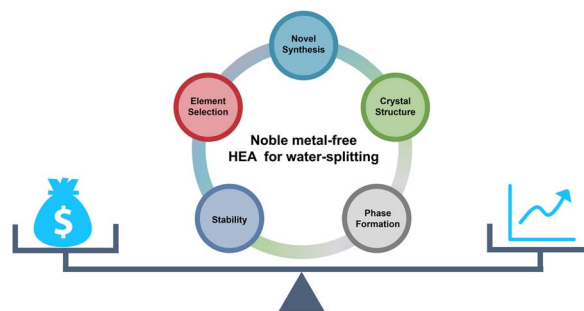 Novel
Synthesis
Element
Selection
Crystal
Structure
Noble metal-free
HEA for water-splitting
Stability
Phase
Formation
$